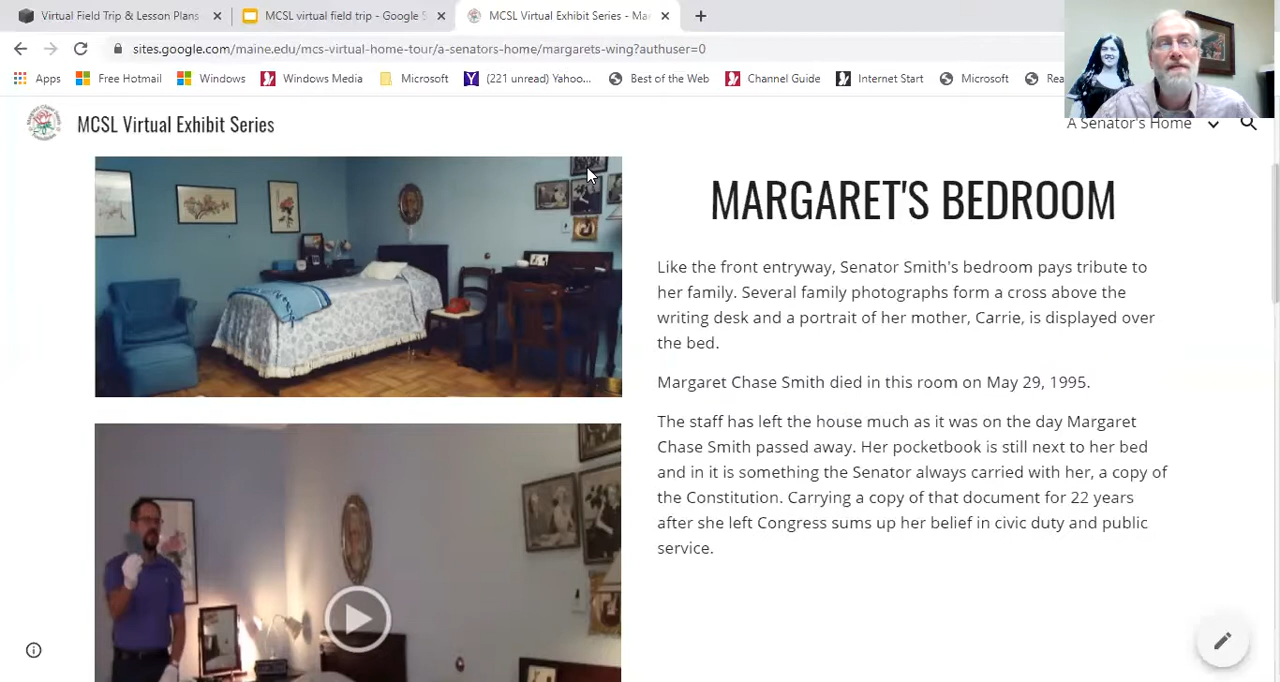 Virtual Field Trip & Lesson Plans
MCSL virtual field trip - Google S
MCSL Virtual Exhibit Series - Ma
sites.google.com/maine.edu/mcs-virtual-home-tour/a-senators-home/margarets-wing?authuser=0
Apps Free Hotmail Windows Windows Media Microsoft (221 unread) Yahoo... Best of the Web Channel Guide Internet Start Microsoft Rea
MCSL Virtual Exhibit Series
A Senator's Home
MARGARET'S BEDROOM
Like the front entryway, Senator Smith's bedroom pays tribute to
her family. Several family photographs form a cross above the
writing desk and a portrait of her mother, Carrie, is displayed over
the bed.
Margaret Chase Smith died in this room on May 29, 1995.
The staff has left the house much as it was on the day Margaret
Chase Smith passed away. Her pocketbook is still next to her bed
and in it is something the Senator always carried with her, a copy of
the Constitution. Carrying a copy of that document for 22 years
after she left Congress sums up her belief in civic duty and public
service.